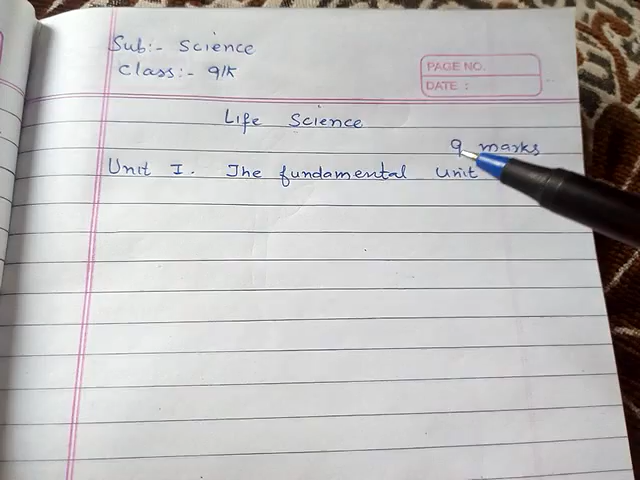 Sub:- Science
Class:- 9th
PAGE NO.
DATE :
Life Science
9 marks
Unit I. The fundamental unit